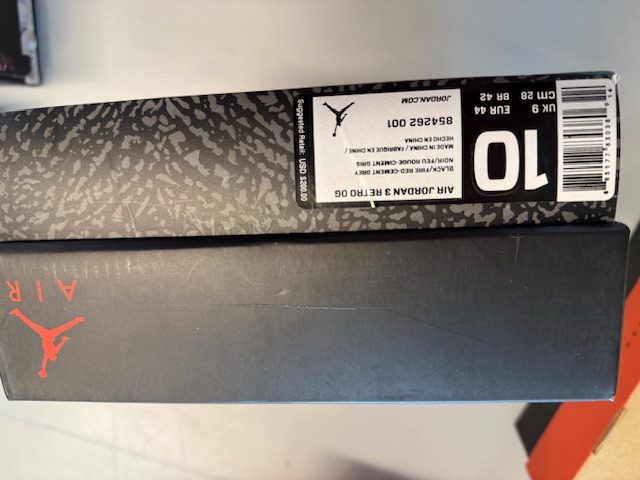 AIR JORDAN 3 RETRO OG
BLACK/FIRE RED-CEMENT GREY
NOIR/FEU ROUGE-CIMENT GRIS
MADE IN CHINA / FABRIQUE EN CHINE /
HECHO EN CHINA
854262 001
JORDAN.COM
10
UK 9 EUR 44
cm 28 BR 42
Suggested Retail: USD $200.00
AIR